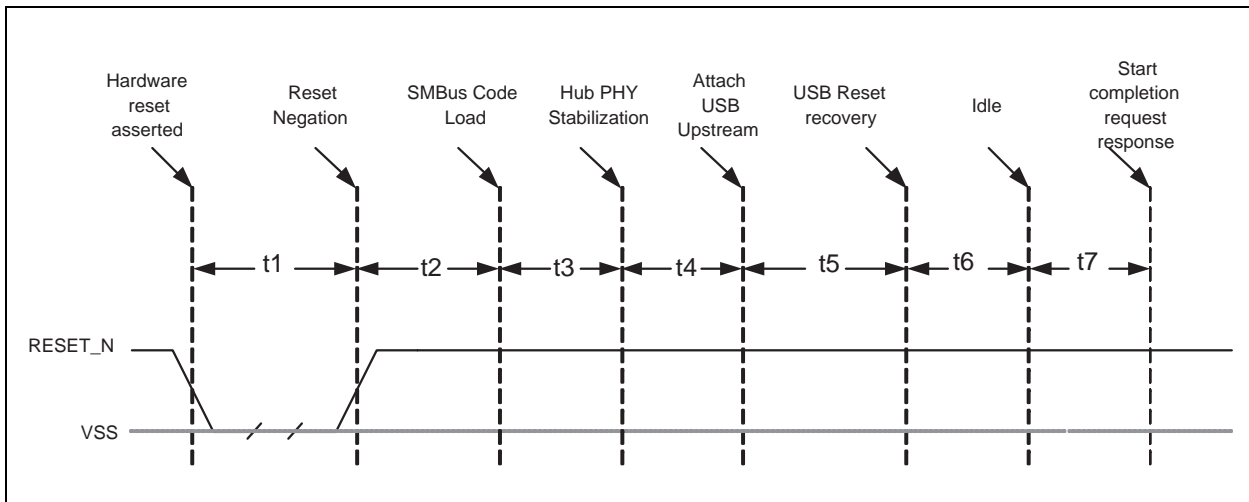 Hardware
reset
asserted
Reset
Negation
SMBus Code
Load
Hub PHY
Stabilization
Attach
USB
Upstream
USB Reset
recovery
Idle
Start
completion
request
response
t1
t2
t3
t4
t5
t6
t7
RESET_N
VSS